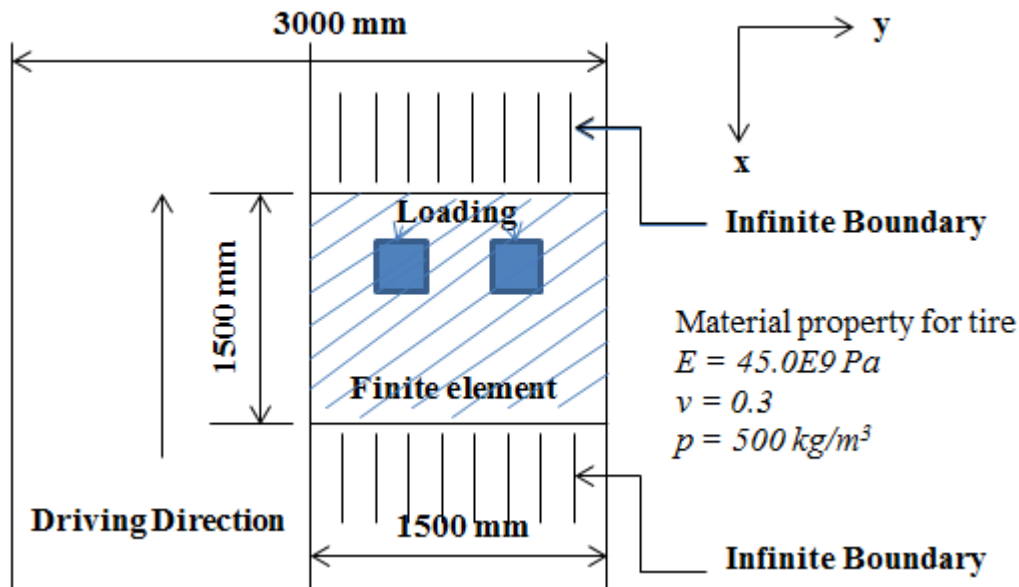 3000 mm
y
x
Loading
Infinite Boundary
1500 mm
Material property for tire
E = 45.0E9 Pa
v = 0.3
p = 500 kg/m³
Finite element
Driving Direction
1500 mm
Infinite Boundary